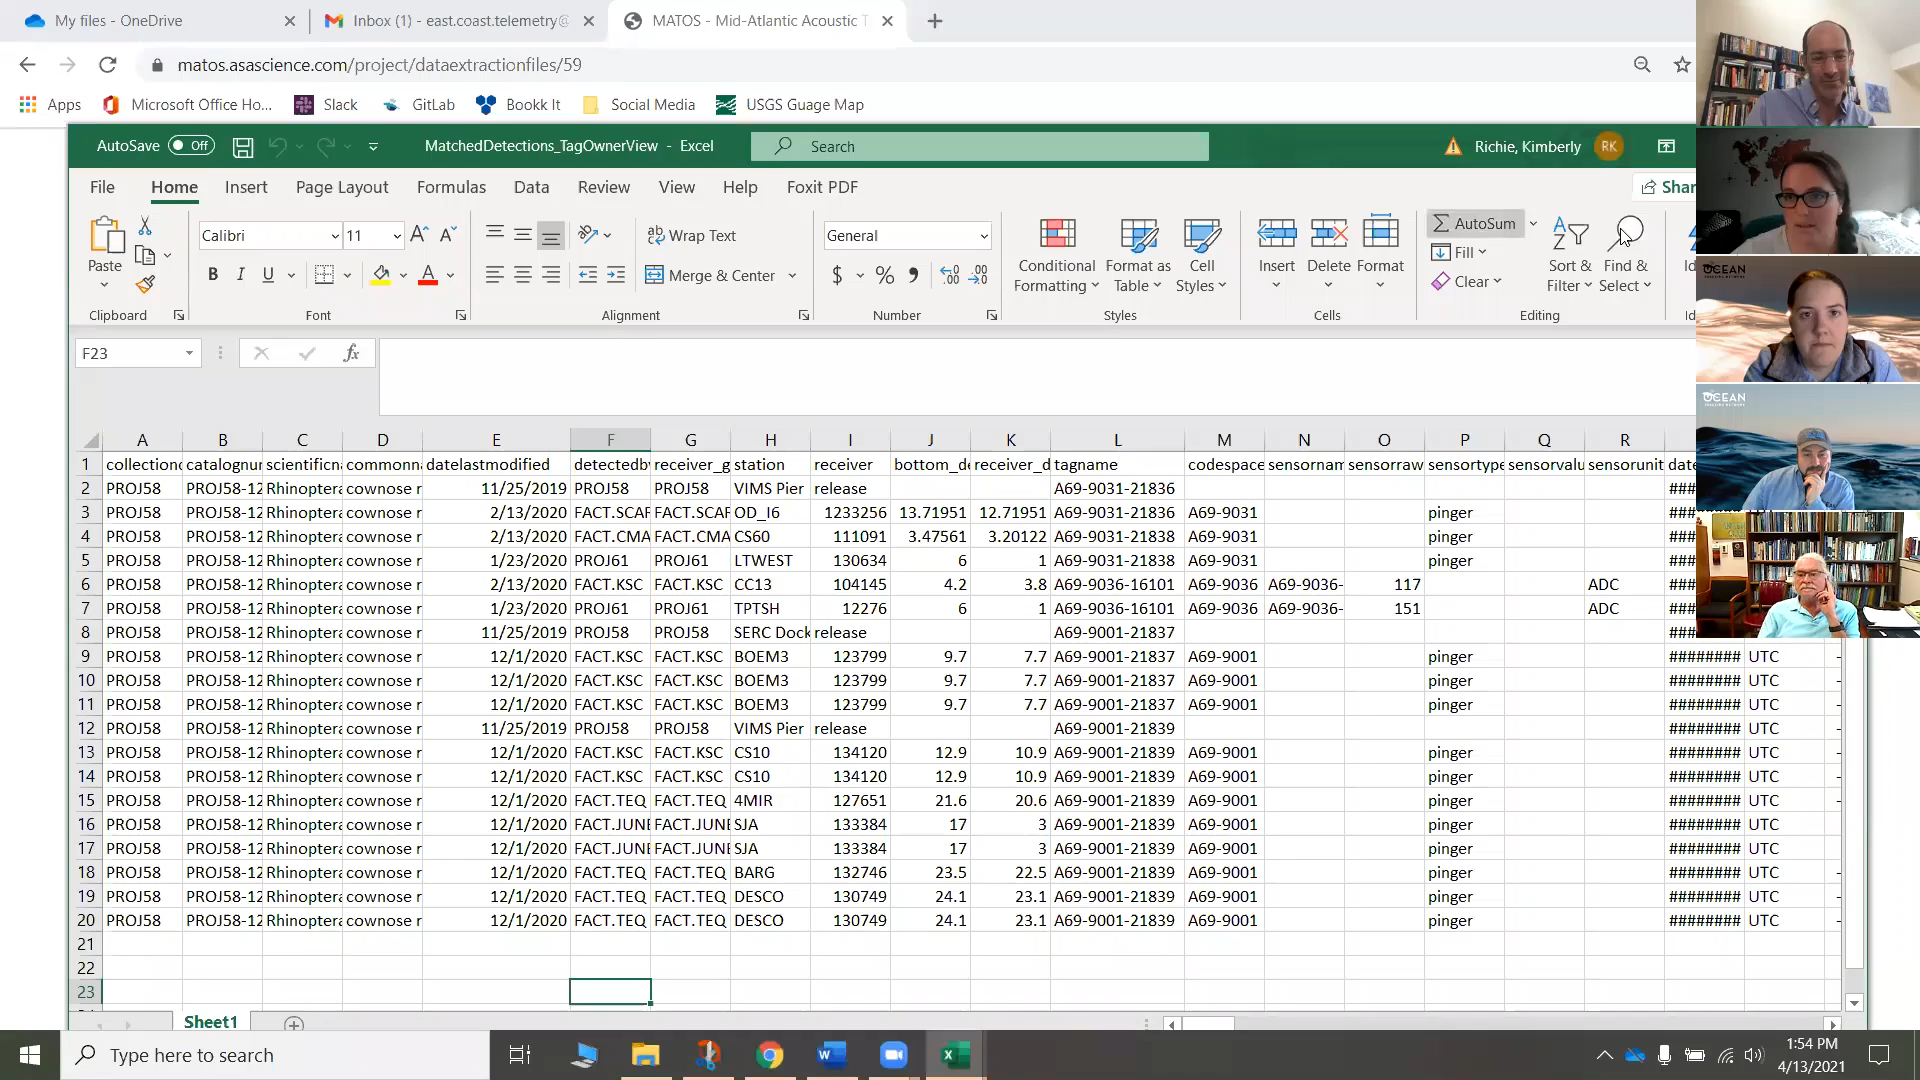 My files - OneDrive
Inbox (1) - east.coast.telemetry@
MATOS - Mid-Atlantic Acoustic T
matos.asascience.com/project/dataextractionfiles/59
Apps Microsoft Office Ho... Slack GitLab Bookk It Social Media USGS Guage Map
AutoSave Off MatchedDetections_TagOwnerView - Excel Search Richie, Kimberly RK
File Home Insert Page Layout Formulas Data Review View Help Foxit PDF Shar
Paste Calibri 11 Wrap Text General Conditional Formatting Format as Table Cell Styles Insert Delete Format AutoSum
B I U Merge & Center $ % Fill Clear Sort & Filter Find & Select
Clipboard Font Alignment Number Styles Cells Editing
F23 fx
A B C D E F G H I J K L M N O P Q R
1 collectionc catalognur scientificna commonna datelastmodified detectedby receiver_g station receiver bottom_de receiver_d tagname codespace sensornam sensorraw sensortype sensorvalu sensorunit date
2 PROJ58 PROJ58-12 Rhinoptera cownose r 11/25/2019 PROJ58 PROJ58 VIMS Pier release A69-9031-21836 ###
3 PROJ58 PROJ58-12 Rhinoptera cownose r 2/13/2020 FACT.SCAF FACT.SCAF OD_I6 1233256 13.71951 12.71951 A69-9031-21836 A69-9031 pinger ###
4 PROJ58 PROJ58-12 Rhinoptera cownose r 2/13/2020 FACT.CMA FACT.CMA CS60 111091 3.47561 3.20122 A69-9031-21838 A69-9031 pinger ###
5 PROJ58 PROJ58-12 Rhinoptera cownose r 1/23/2020 PROJ61 PROJ61 LTWEST 130634 6 1 A69-9031-21838 A69-9031 pinger ###
6 PROJ58 PROJ58-12 Rhinoptera cownose r 2/13/2020 FACT.KSC FACT.KSC CC13 104145 4.2 3.8 A69-9036-16101 A69-9036 A69-9036- 117 ADC ###
7 PROJ58 PROJ58-12 Rhinoptera cownose r 1/23/2020 PROJ61 PROJ61 TPTSH 12276 6 1 A69-9036-16101 A69-9036 A69-9036- 151 ADC ###
8 PROJ58 PROJ58-12 Rhinoptera cownose r 11/25/2019 PROJ58 PROJ58 SERC Dock release A69-9001-21837 ###
9 PROJ58 PROJ58-12 Rhinoptera cownose r 12/1/2020 FACT.KSC FACT.KSC BOEM3 123799 9.7 7.7 A69-9001-21837 A69-9001 pinger ######## UTC -
10 PROJ58 PROJ58-12 Rhinoptera cownose r 12/1/2020 FACT.KSC FACT.KSC BOEM3 123799 9.7 7.7 A69-9001-21837 A69-9001 pinger ######## UTC -
11 PROJ58 PROJ58-12 Rhinoptera cownose r 12/1/2020 FACT.KSC FACT.KSC BOEM3 123799 9.7 7.7 A69-9001-21837 A69-9001 pinger ######## UTC -
12 PROJ58 PROJ58-12 Rhinoptera cownose r 11/25/2019 PROJ58 PROJ58 VIMS Pier release A69-9001-21839 ######## UTC -
13 PROJ58 PROJ58-12 Rhinoptera cownose r 12/1/2020 FACT.KSC FACT.KSC CS10 134120 12.9 10.9 A69-9001-21839 A69-9001 pinger ######## UTC -
14 PROJ58 PROJ58-12 Rhinoptera cownose r 12/1/2020 FACT.KSC FACT.KSC CS10 134120 12.9 10.9 A69-9001-21839 A69-9001 pinger ######## UTC -
15 PROJ58 PROJ58-12 Rhinoptera cownose r 12/1/2020 FACT.TEQ FACT.TEQ 4MIR 127651 21.6 20.6 A69-9001-21839 A69-9001 pinger ######## UTC -
16 PROJ58 PROJ58-12 Rhinoptera cownose r 12/1/2020 FACT.JUNE FACT.JUNE SJA 133384 17 3 A69-9001-21839 A69-9001 pinger ######## UTC -
17 PROJ58 PROJ58-12 Rhinoptera cownose r 12/1/2020 FACT.JUNE FACT.JUNE SJA 133384 17 3 A69-9001-21839 A69-9001 pinger ######## UTC -
18 PROJ58 PROJ58-12 Rhinoptera cownose r 12/1/2020 FACT.TEQ FACT.TEQ BARG 132746 23.5 22.5 A69-9001-21839 A69-9001 pinger ######## UTC -
19 PROJ58 PROJ58-12 Rhinoptera cownose r 12/1/2020 FACT.TEQ FACT.TEQ DESCO 130749 24.1 23.1 A69-9001-21839 A69-9001 pinger ######## UTC -
20 PROJ58 PROJ58-12 Rhinoptera cownose r 12/1/2020 FACT.TEQ FACT.TEQ DESCO 130749 24.1 23.1 A69-9001-21839 A69-9001 pinger ######## UTC -
21
22
23
Sheet1
OCEAN
OCEAN
Type here to search
1:54 PM
4/13/2021